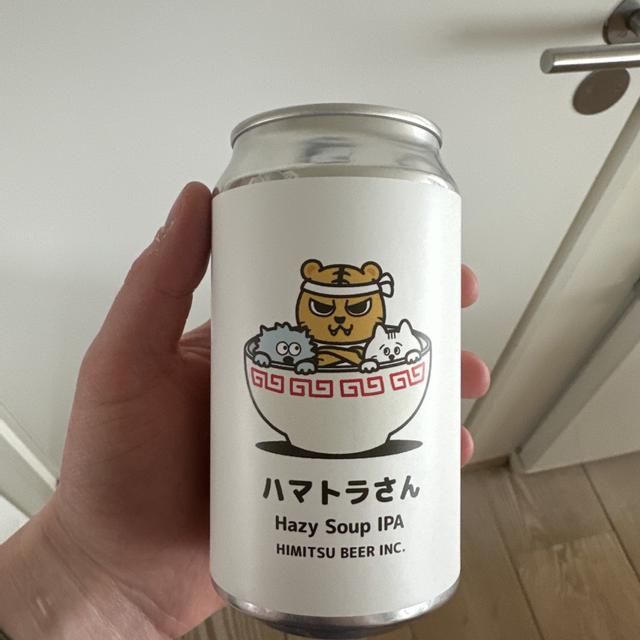 ハマトラさん
Hazy Soup IPA
HIMITSU BEER INC.